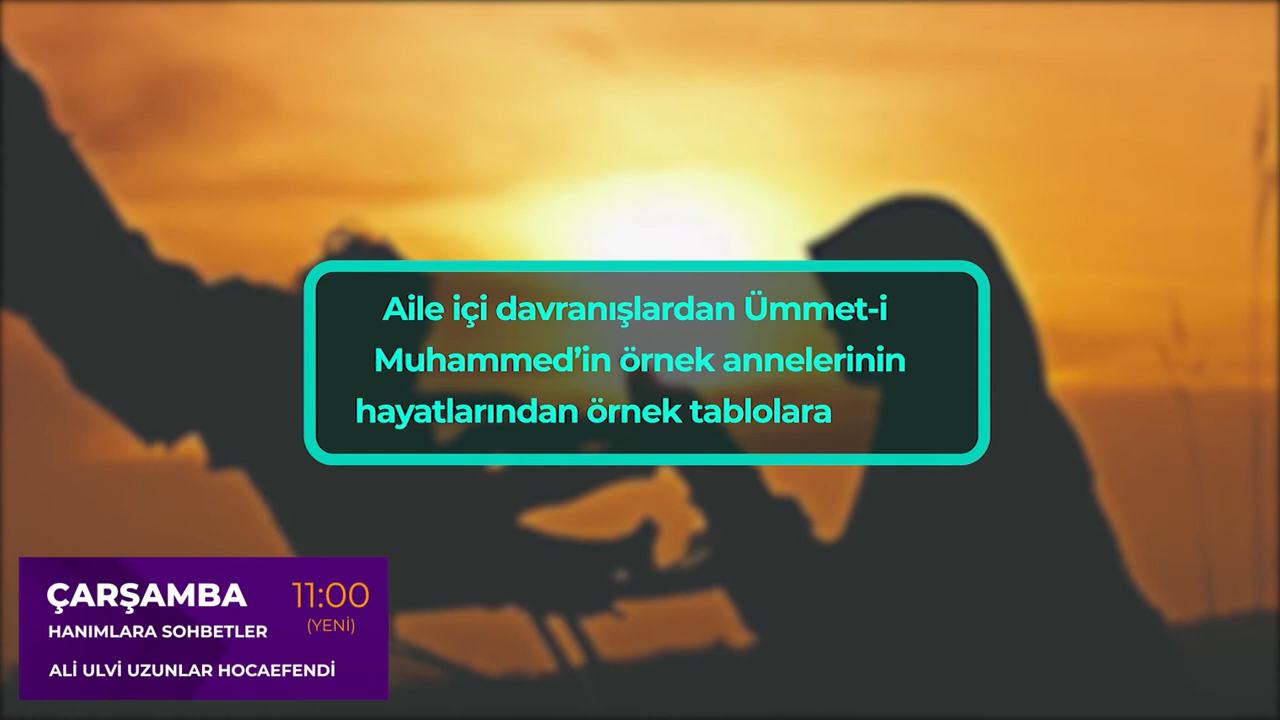 Aile içi davranışlardan Ümmet-i
Muhammed'in örnek annelerinin
hayatlarından örnek tablolara
ÇARŞAMBA
11:00
HANIMLARA SOHBETLER
(YENİ)
ALİ ULVİ UZUNLAR HOCAEFENDİ